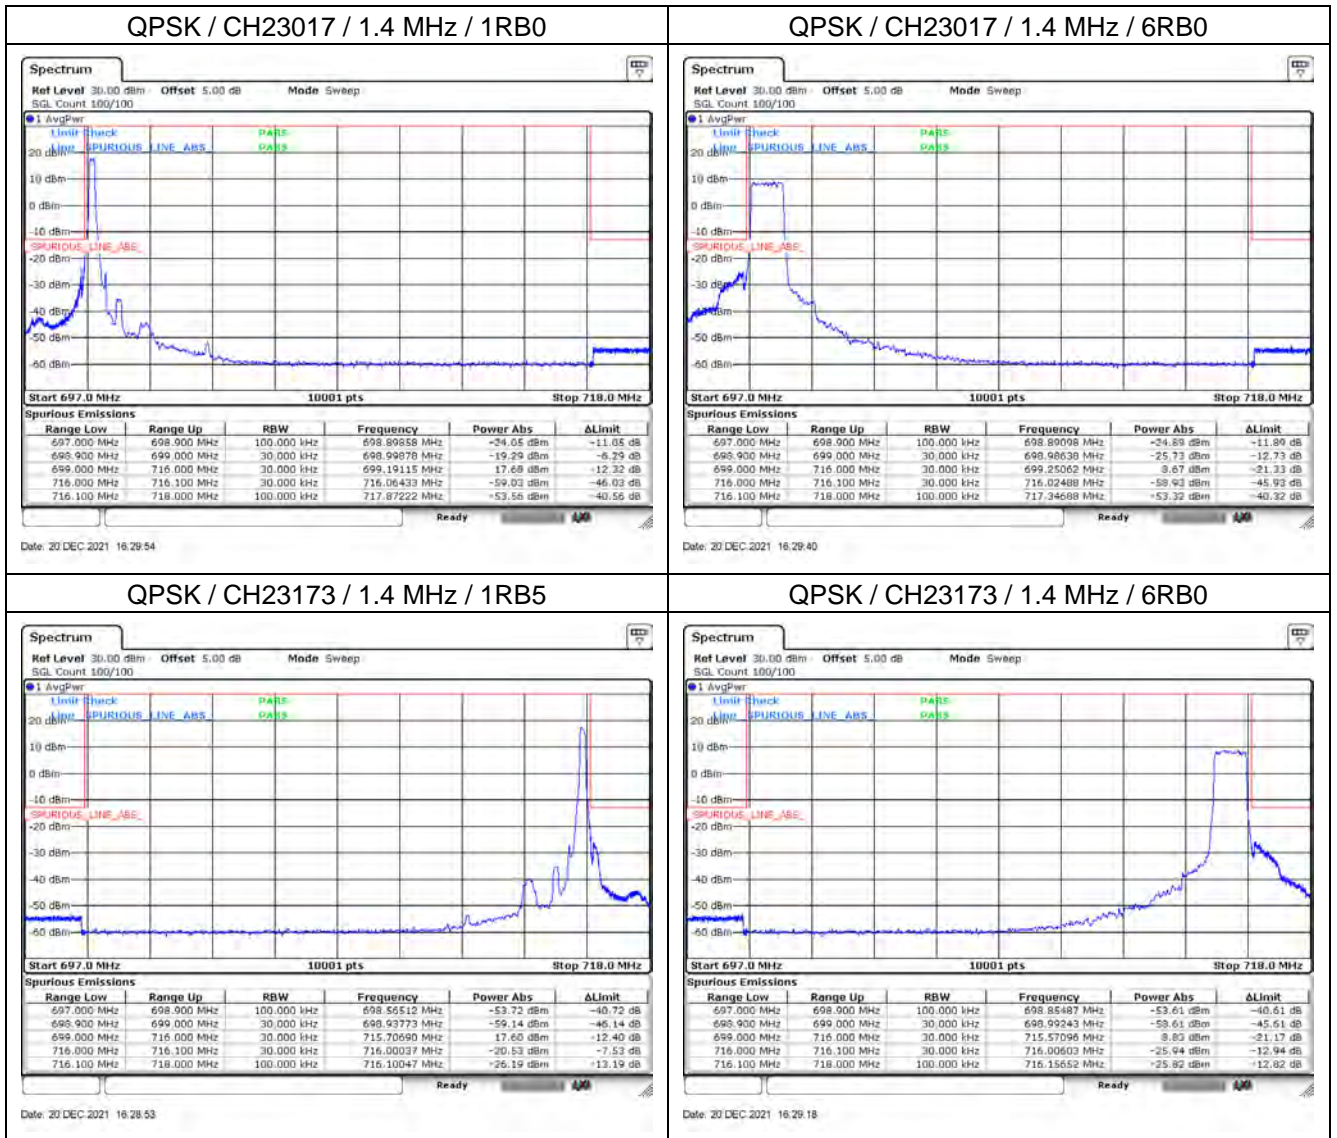 QPSK / CH23017 / 1.4 MHz / 1RB0
Spectrum
Ref Level 30.00 dBm Offset 5.00 dB Mode Sweep
SGL Count 100/100
1 AvgPwr
Limit Check PASS
Line SPURIOUS_LINE_ABS_ PASS
20 dBm
10 dBm
0 dBm
-10 dBm
SPURIOUS_LINE_ABS_
-20 dBm
-30 dBm
-40 dBm
-50 dBm
-60 dBm
Start 697.0 MHz 10001 pts Stop 718.0 MHz
Spurious Emissions
Range Low Range Up RBW Frequency Power Abs ΔLimit
697.000 MHz 698.900 MHz 100.000 kHz 698.89858 MHz -24.05 dBm -11.05 dB
698.900 MHz 699.000 MHz 30.000 kHz 698.99878 MHz -19.29 dBm -6.29 dB
699.000 MHz 716.000 MHz 30.000 kHz 699.19115 MHz 17.68 dBm -12.32 dB
716.000 MHz 716.100 MHz 30.000 kHz 716.06433 MHz -59.03 dBm -46.03 dB
716.100 MHz 718.000 MHz 100.000 kHz 717.87222 MHz -53.56 dBm -40.56 dB
Ready
Date: 20 DEC 2021 16:29:54
QPSK / CH23017 / 1.4 MHz / 6RB0
Spectrum
Ref Level 30.00 dBm Offset 5.00 dB Mode Sweep
SGL Count 100/100
1 AvgPwr
Limit Check PASS
Line SPURIOUS_LINE_ABS_ PASS
20 dBm
10 dBm
0 dBm
-10 dBm
SPURIOUS_LINE_ABS_
-20 dBm
-30 dBm
-40 dBm
-50 dBm
-60 dBm
Start 697.0 MHz 10001 pts Stop 718.0 MHz
Spurious Emissions
Range Low Range Up RBW Frequency Power Abs ΔLimit
697.000 MHz 698.900 MHz 100.000 kHz 698.89098 MHz -24.89 dBm -11.89 dB
698.900 MHz 699.000 MHz 30.000 kHz 698.98638 MHz -25.73 dBm -12.73 dB
699.000 MHz 716.000 MHz 30.000 kHz 699.25062 MHz 8.67 dBm -21.33 dB
716.000 MHz 716.100 MHz 30.000 kHz 716.02488 MHz -58.93 dBm -45.93 dB
716.100 MHz 718.000 MHz 100.000 kHz 717.34688 MHz -53.32 dBm -40.32 dB
Ready
Date: 20 DEC 2021 16:29:40
QPSK / CH23173 / 1.4 MHz / 1RB5
Spectrum
Ref Level 30.00 dBm Offset 5.00 dB Mode Sweep
SGL Count 100/100
1 AvgPwr
Limit Check PASS
Line SPURIOUS_LINE_ABS_ PASS
20 dBm
10 dBm
0 dBm
-10 dBm
SPURIOUS_LINE_ABS_
-20 dBm
-30 dBm
-40 dBm
-50 dBm
-60 dBm
Start 697.0 MHz 10001 pts Stop 718.0 MHz
Spurious Emissions
Range Low Range Up RBW Frequency Power Abs ΔLimit
697.000 MHz 698.900 MHz 100.000 kHz 698.56512 MHz -53.72 dBm -40.72 dB
698.900 MHz 699.000 MHz 30.000 kHz 698.93773 MHz -59.14 dBm -46.14 dB
699.000 MHz 716.000 MHz 30.000 kHz 715.70690 MHz 17.60 dBm -12.40 dB
716.000 MHz 716.100 MHz 30.000 kHz 716.00037 MHz -20.53 dBm -7.53 dB
716.100 MHz 718.000 MHz 100.000 kHz 716.10047 MHz -26.19 dBm -13.19 dB
Ready
Date: 20 DEC 2021 16:28:53
QPSK / CH23173 / 1.4 MHz / 6RB0
Spectrum
Ref Level 30.00 dBm Offset 5.00 dB Mode Sweep
SGL Count 100/100
1 AvgPwr
Limit Check PASS
Line SPURIOUS_LINE_ABS_ PASS
20 dBm
10 dBm
0 dBm
-10 dBm
SPURIOUS_LINE_ABS_
-20 dBm
-30 dBm
-40 dBm
-50 dBm
-60 dBm
Start 697.0 MHz 10001 pts Stop 718.0 MHz
Spurious Emissions
Range Low Range Up RBW Frequency Power Abs ΔLimit
697.000 MHz 698.900 MHz 100.000 kHz 698.85487 MHz -53.61 dBm -40.61 dB
698.900 MHz 699.000 MHz 30.000 kHz 698.99243 MHz -58.61 dBm -45.61 dB
699.000 MHz 716.000 MHz 30.000 kHz 715.57096 MHz 8.83 dBm -21.17 dB
716.000 MHz 716.100 MHz 30.000 kHz 716.00603 MHz -25.94 dBm -12.94 dB
716.100 MHz 718.000 MHz 100.000 kHz 716.15652 MHz -25.82 dBm -12.82 dB
Ready
Date: 20 DEC 2021 16:29:18